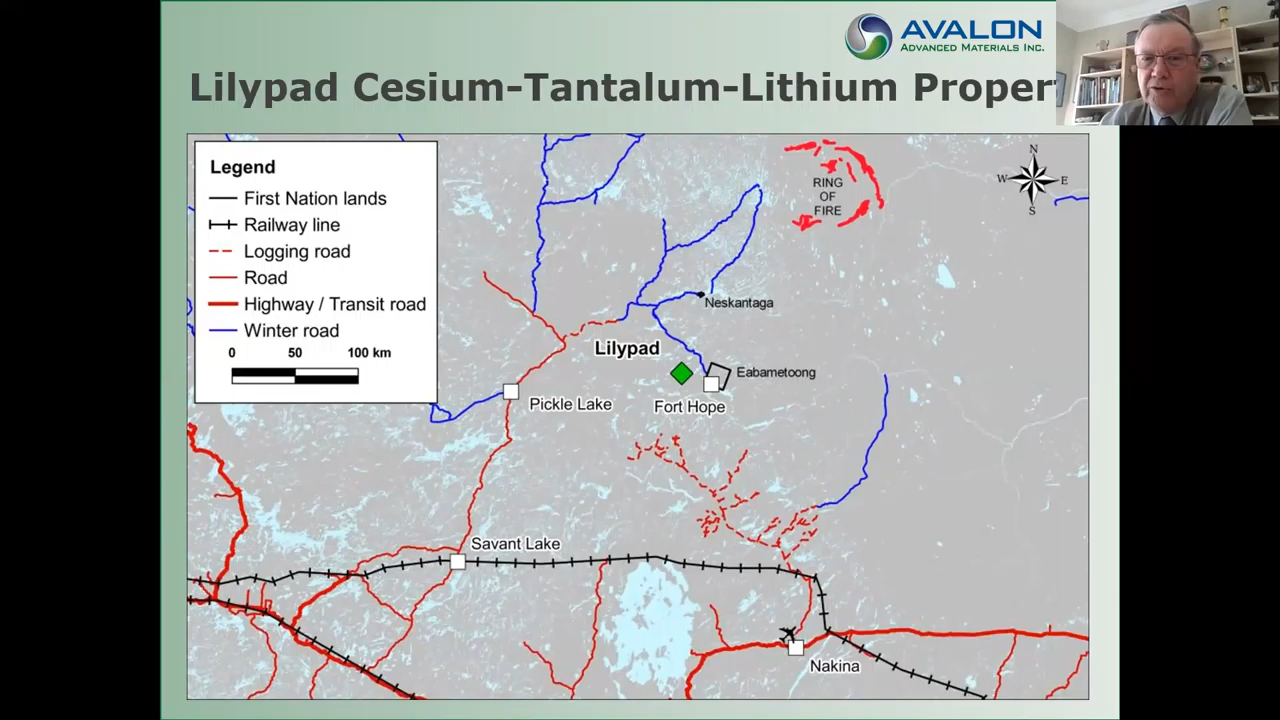 AVALON
ADVANCED MATERIALS INC.
Lilypad Cesium-Tantalum-Lithium Proper
Legend
First Nation lands
Railway line
Logging road
Road
Highway / Transit road
Winter road
0 50 100 km
RING
OF
FIRE
N
W E
S
Neskantaga
Lilypad
Eabametoong
Pickle Lake
Fort Hope
Savant Lake
Nakina